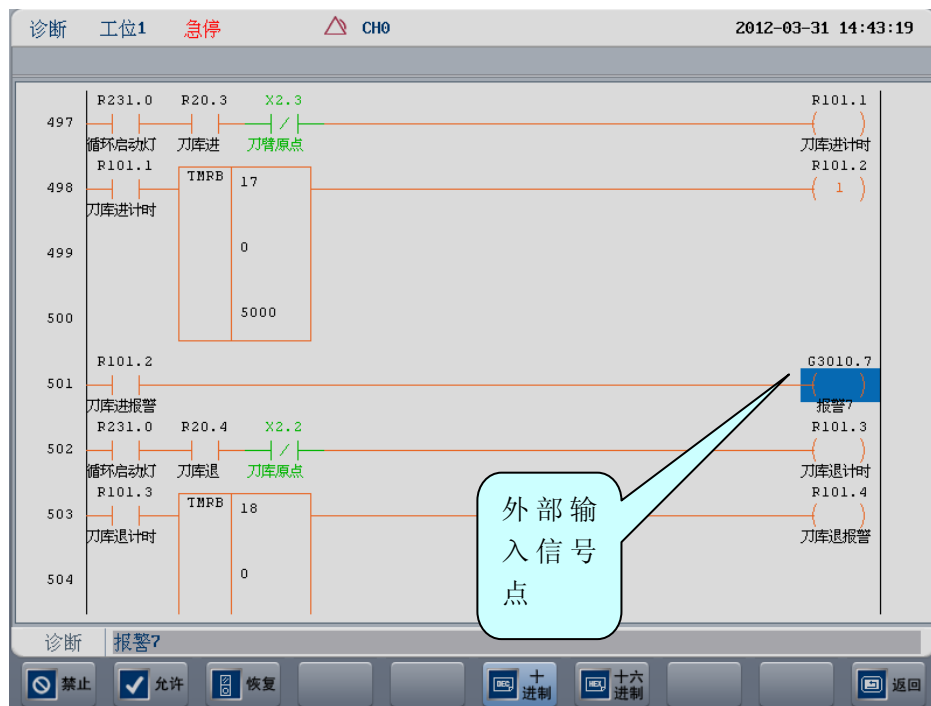 诊断 工位1 急停 CH0 2012-03-31 14:43:19
R231.0 R20.3 X2.3 R101.1
497
循环启动灯 刀库进 刀臂原点 刀库进计时
R101.1 TMRB 17 R101.2
498 ( 1 )
刀库进计时
499 0
500 5000
R101.2 G3010.7
501
刀库进报警 报警7
R231.0 R20.4 X2.2 R101.3
502
循环启动灯 刀库退 刀库原点 刀库退计时
R101.3 TMRB 18 R101.4
503
刀库退计时 刀库退报警
504 0
外部输
入信号
点
诊断 报警7
禁止 允许 恢复 DEC 十进制 HEX 十六进制 返回